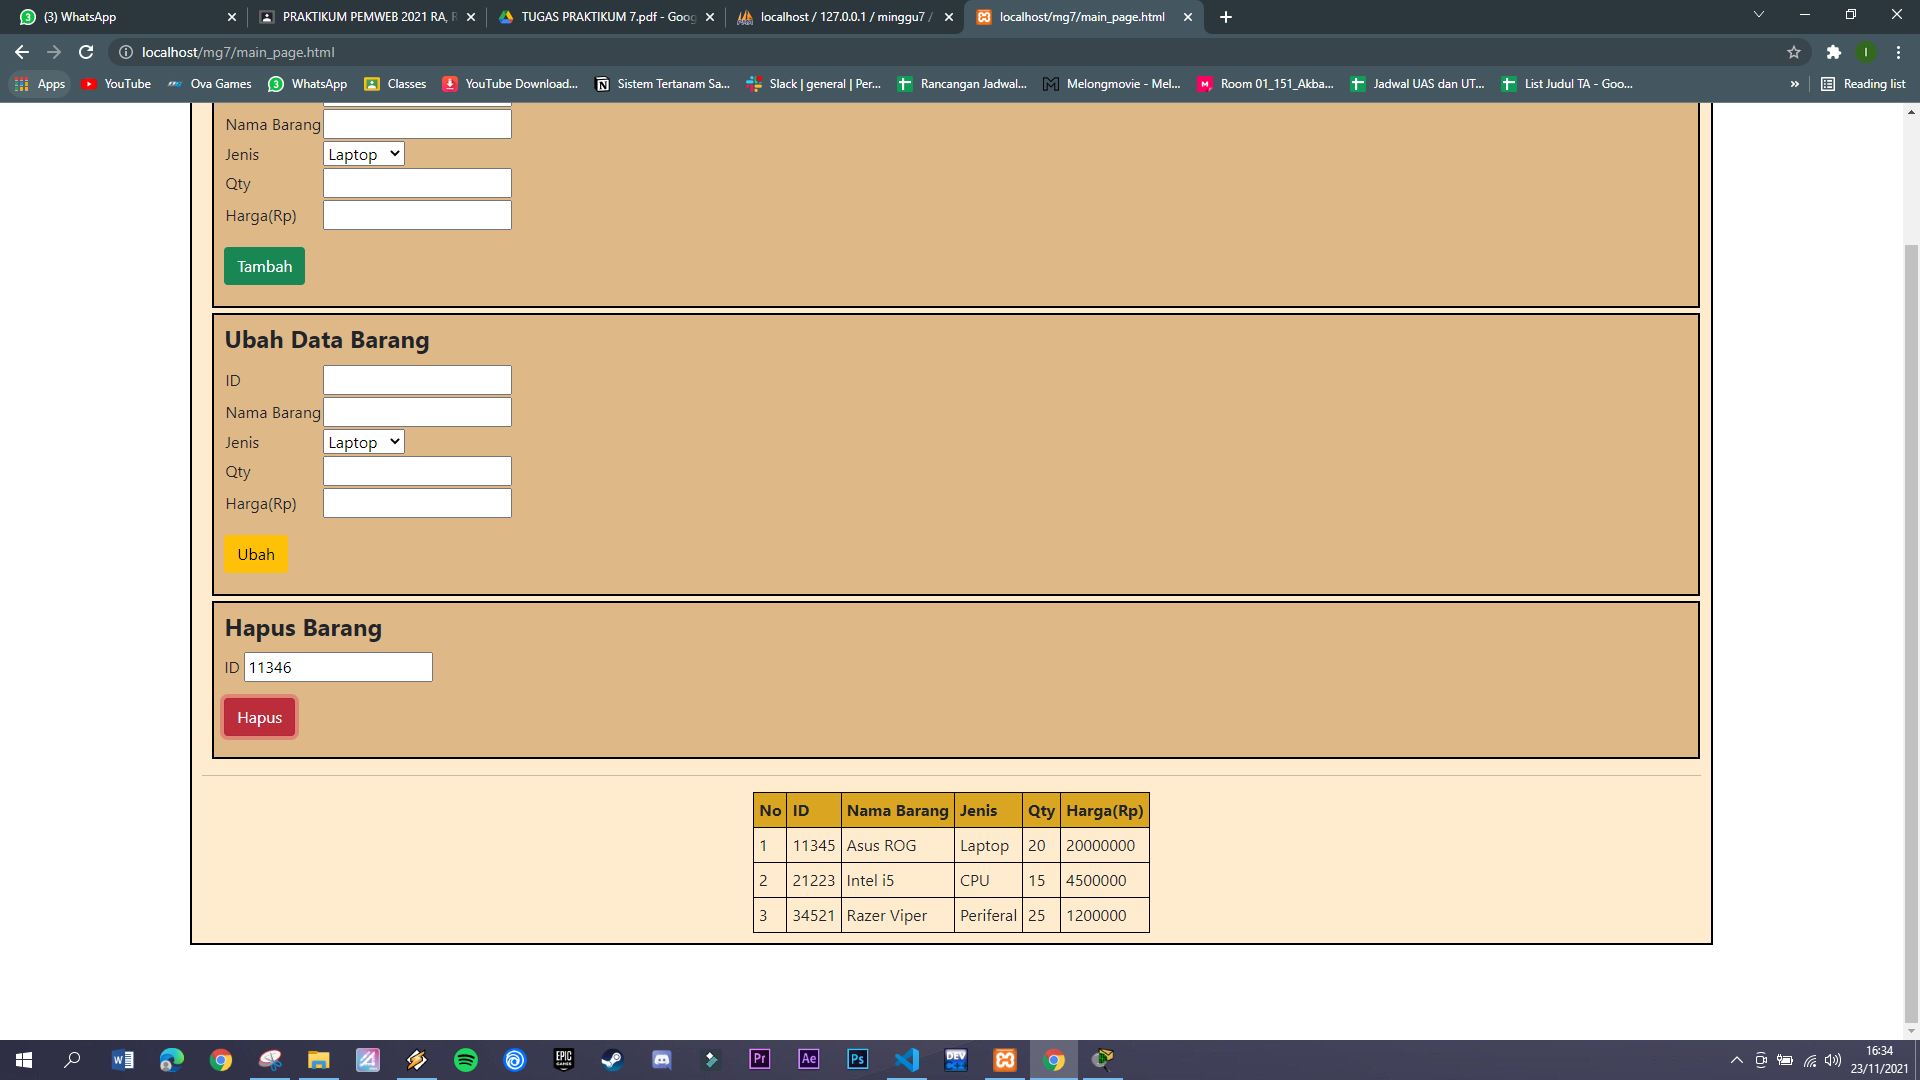 (3) WhatsApp
PRAKTIKUM PEMWEB 2021 RA, R
TUGAS PRAKTIKUM 7.pdf - Goog
localhost / 127.0.0.1 / minggu7 /
localhost/mg7/main_page.html
localhost/mg7/main_page.html
Apps
YouTube
Ova Games
WhatsApp
Classes
YouTube Download...
Sistem Tertanam Sa...
Slack | general | Per...
Rancangan Jadwal...
Melongmovie - Mel...
Room 01_151_Akba...
Jadwal UAS dan UT...
List Judul TA - Goo...
»
Reading list
Nama Barang
Jenis Laptop
Qty
Harga(Rp)
Tambah
Ubah Data Barang
ID
Nama Barang
Jenis Laptop
Qty
Harga(Rp)
Ubah
Hapus Barang
ID 11346
Hapus
No ID Nama Barang Jenis Qty Harga(Rp)
1 11345 Asus ROG Laptop 20 20000000
2 21223 Intel i5 CPU 15 4500000
3 34521 Razer Viper Periferal 25 1200000
EPIC
GAMES
Pr
Ae
Ps
DEV
16:34
23/11/2021